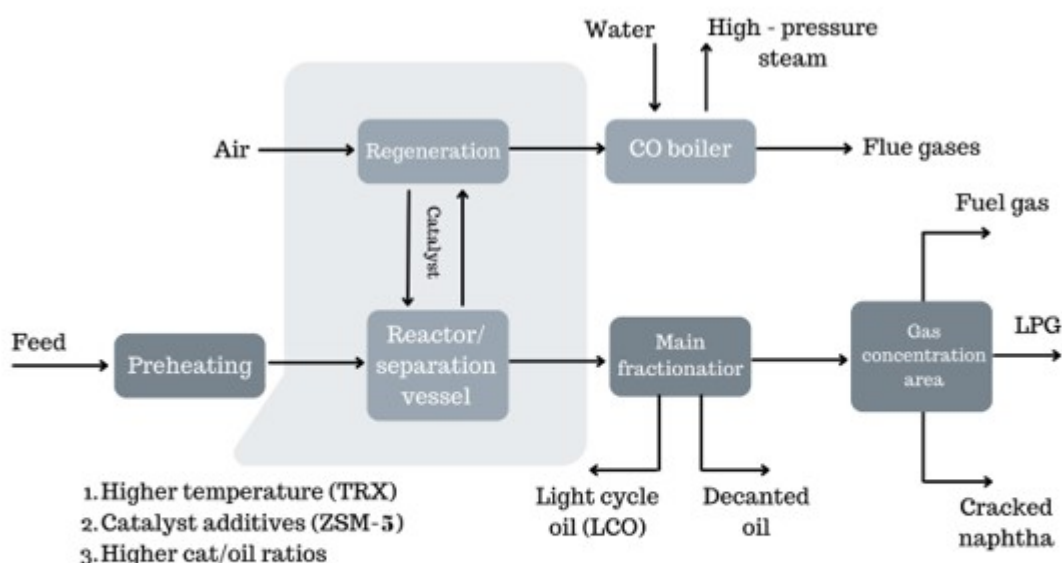 Water
High - pressure
steam
Air
Regeneration
CO boiler
Flue gases
Catalyst
Fuel gas
Feed
Preheating
Reactor/
separation
vessel
Main
fractionatior
Gas
concentration
area
LPG
Light cycle
oil (LCO)
Decanted
oil
Cracked
naphtha
1. Higher temperature (TRX)
2. Catalyst additives (ZSM-5)
3. Higher cat/oil ratios